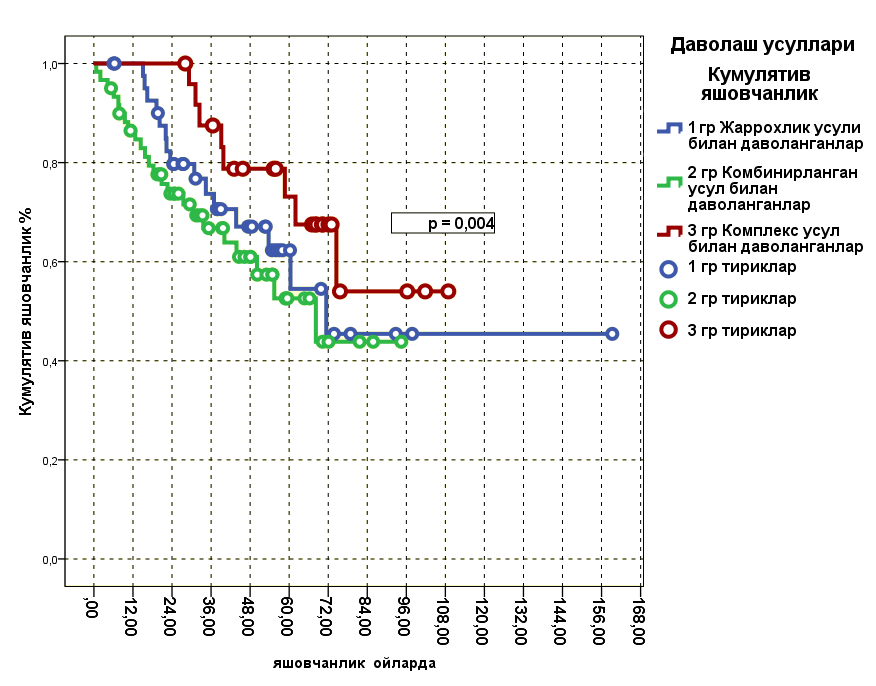 Даволаш усуллари
Кумулятив
яшовчанлик
1 гр Жаррохлик усули
билан даволанганлар
2 гр Комбинирланган
усул билан
даволанганлар
3 гр Комплекс усул
билан даволанганлар
1 гр тириклар
2 гр тириклар
3 гр тириклар
p = 0,004
Кумулятив яшовчанлик %
1,0
0,8
0,6
0,4
0,2
0,0
,00
12,00
24,00
36,00
48,00
60,00
72,00
84,00
96,00
108,00
120,00
132,00
144,00
156,00
168,00
яшовчанлик ойларда